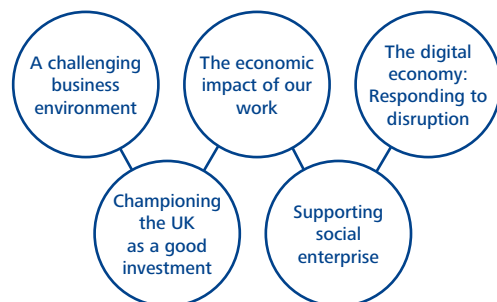 A challenging
business
environment
The economic
impact of our
work
The digital
economy:
Responding to
disruption
Championing
the UK
as a good
investment
Supporting
social
enterprise